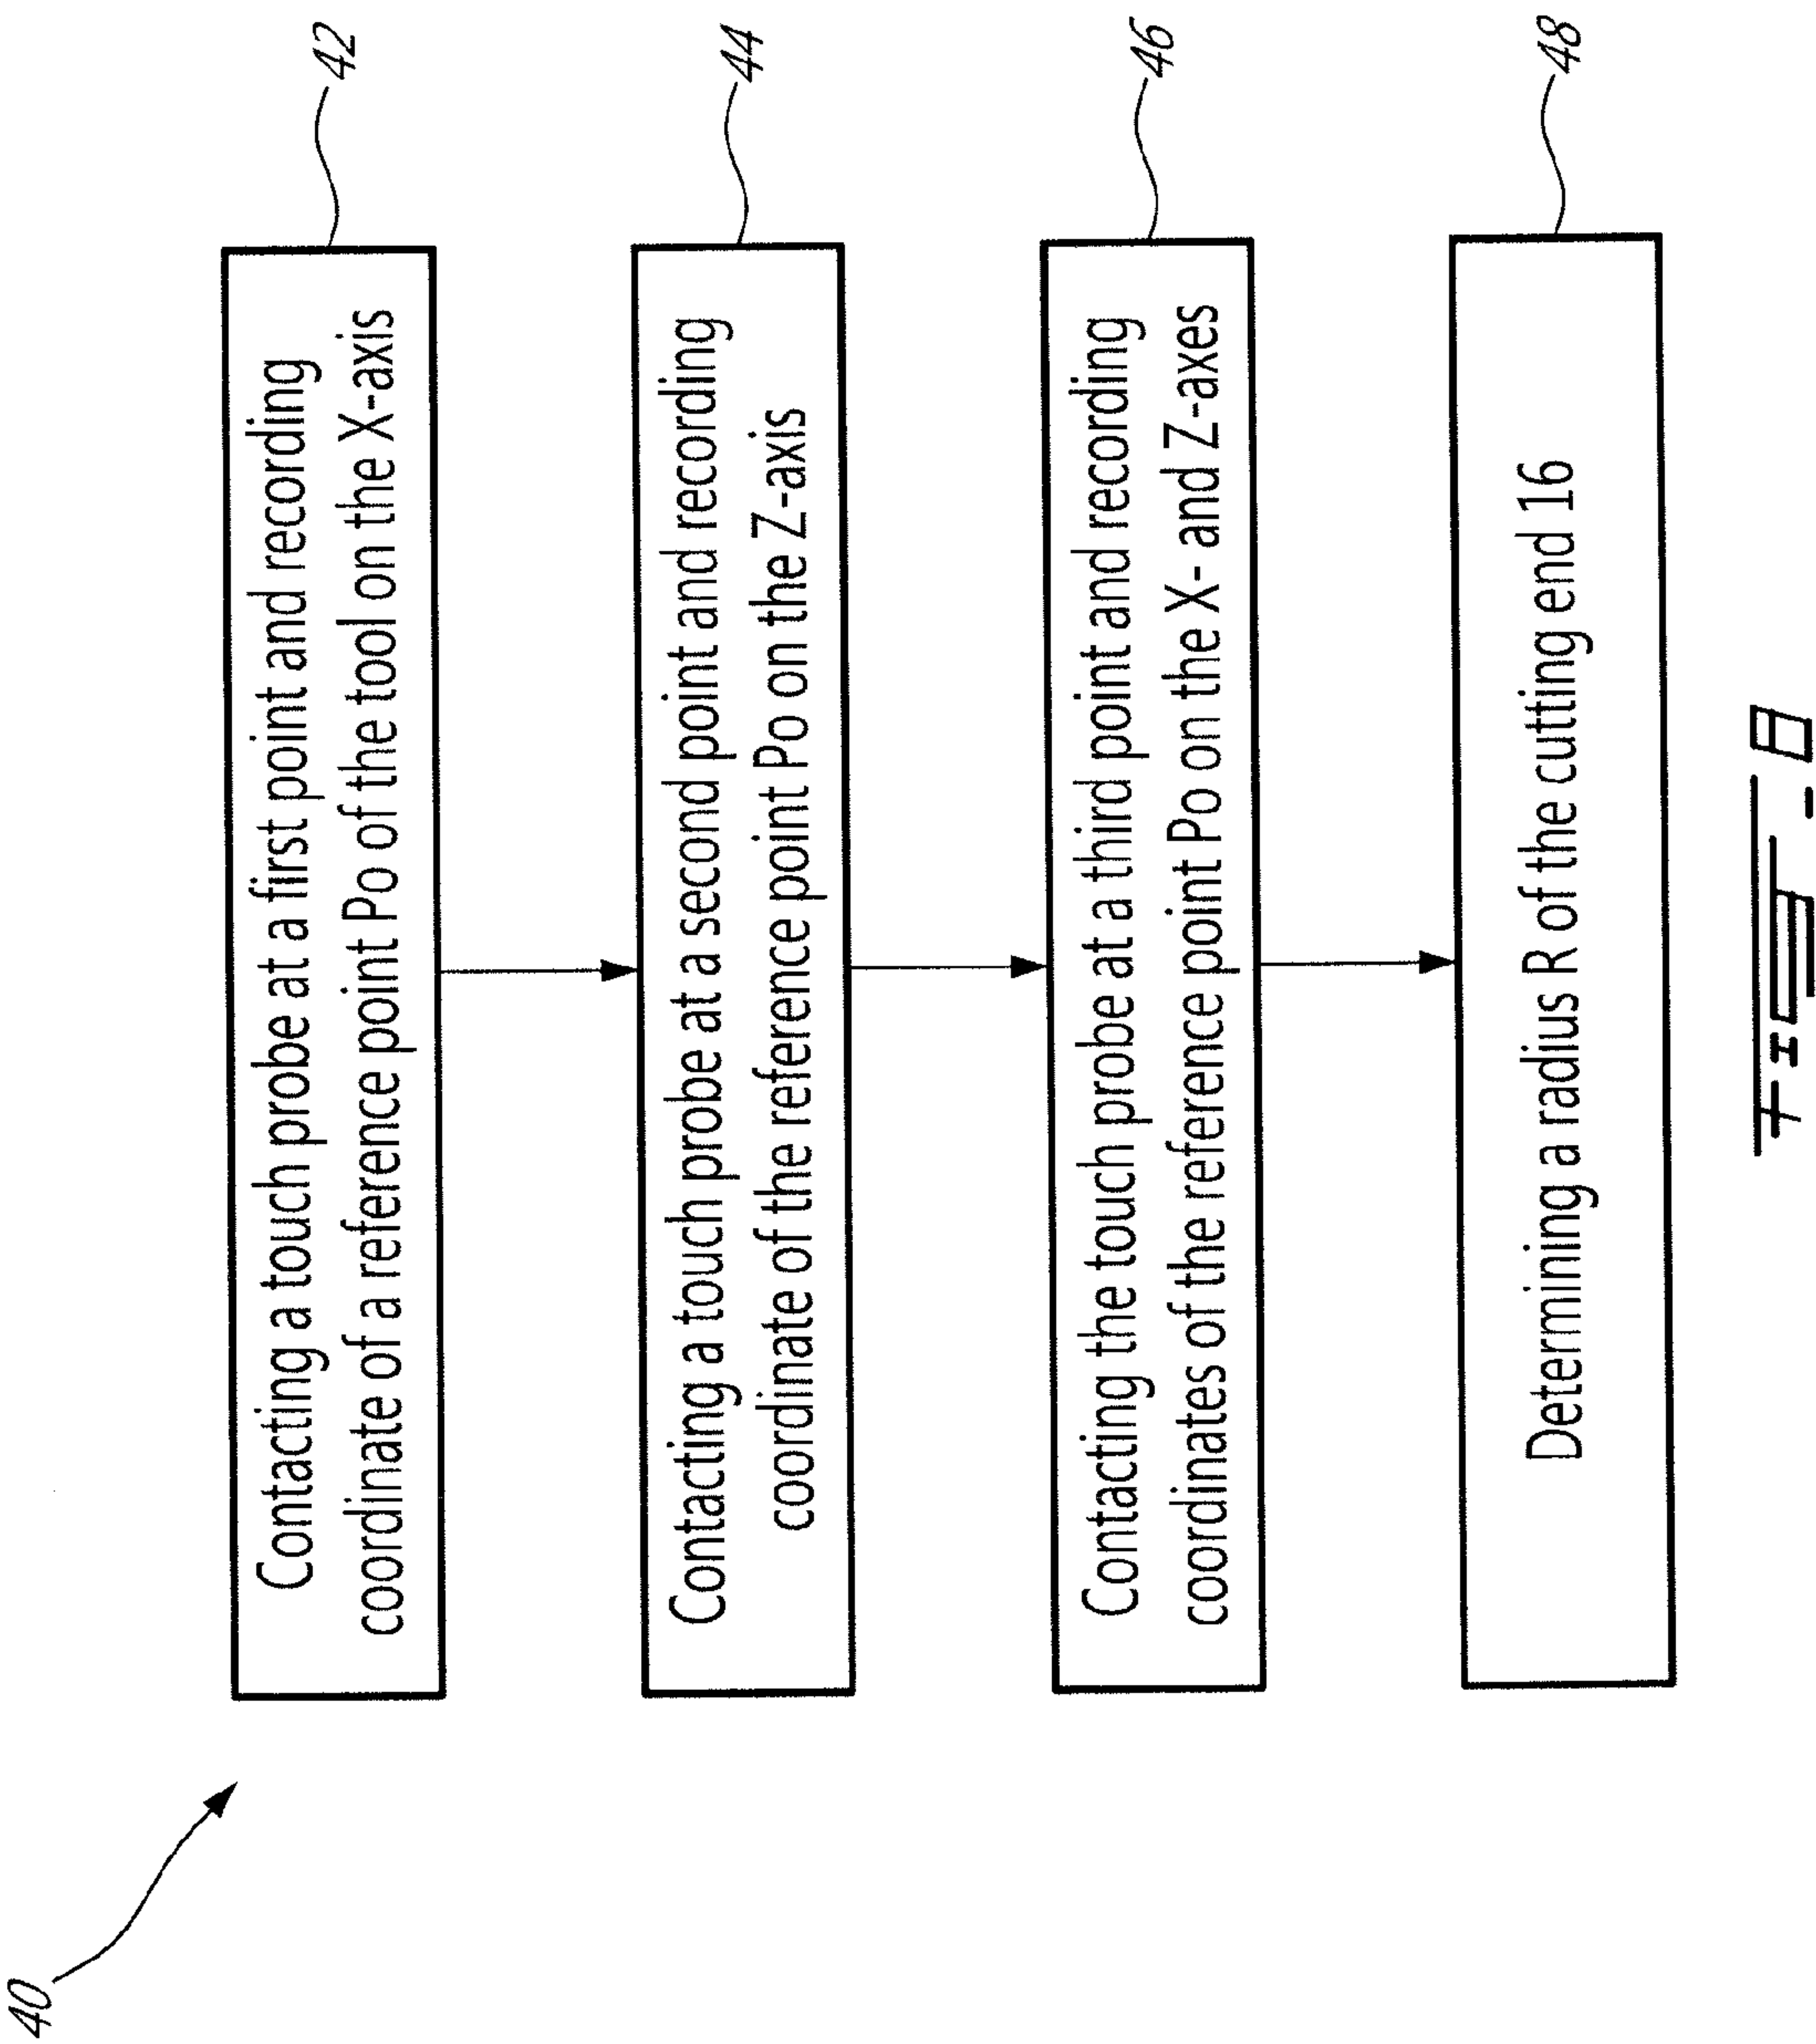 40
Contacting a touch probe at a first point and recording
coordinate of a reference point Po of the tool on the X-axis
42
Contacting a touch probe at a second point and recording
coordinate of the reference point Po on the Z-axis
44
Contacting the touch probe at a third point and recording
coordinates of the reference point Po on the X- and Z-axes
46
Determining a radius R of the cutting end 16
48
Fig-8